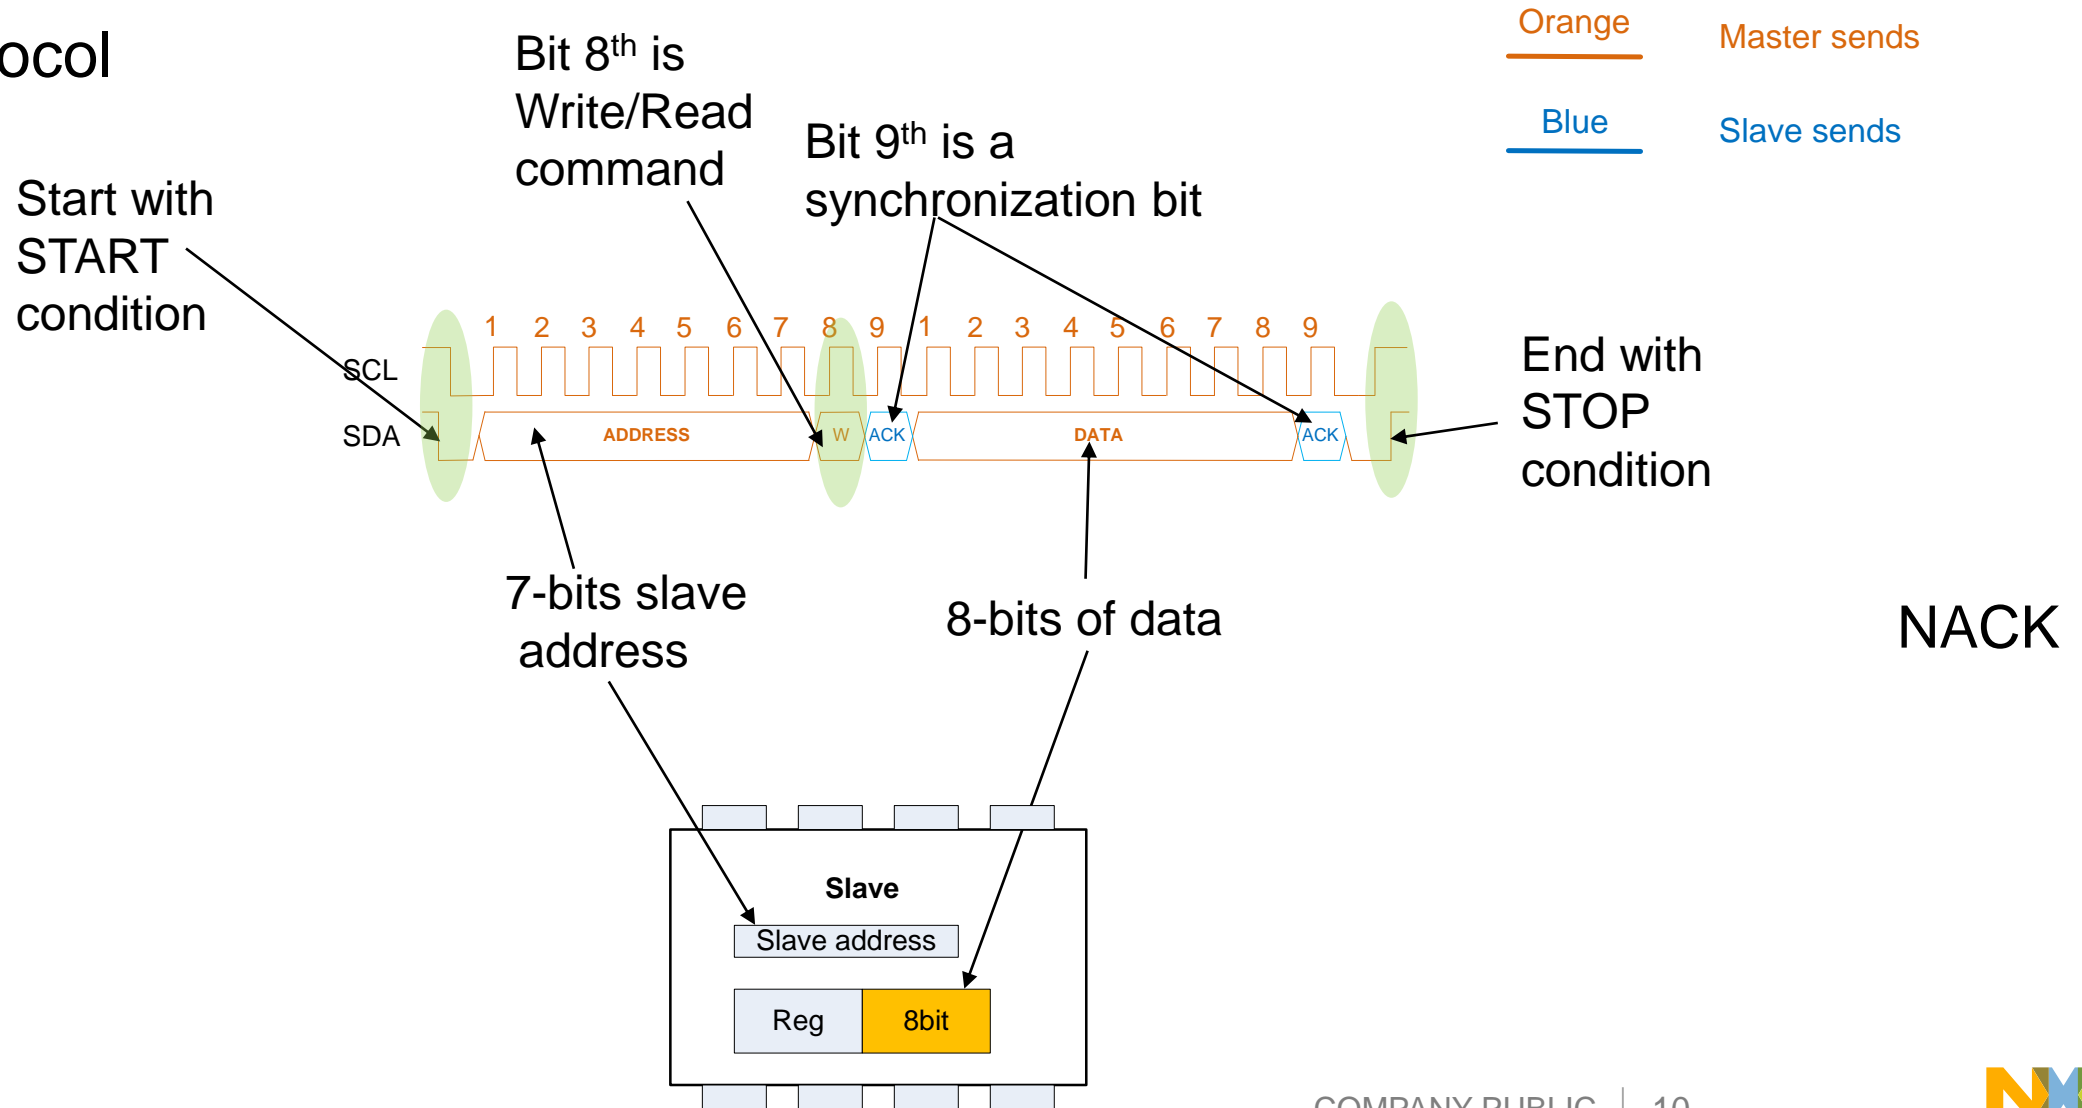 ocol
Orange
Master sends
Blue
Slave sends
Bit 8th is
Write/Read
command
Bit 9th is a
synchronization bit
Start with
START
condition
1 2 3 4 5 6 7 8 9 1 2 3 4 5 6 7 8 9
SCL
SDA
ADDRESS
W
ACK
DATA
ACK
End with
STOP
condition
7-bits slave
address
8-bits of data
NACK
Slave
Slave address
Reg
8bit
COMPANY PUBLIC | 10